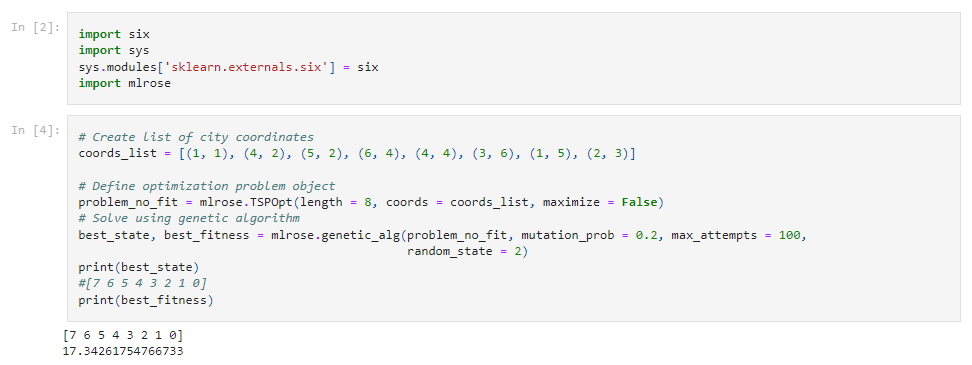 In [2]:
import six
import sys
sys.modules['sklearn.externals.six'] = six
import mlrose
In [4]:
# Create list of city coordinates
coords_list = [(1, 1), (4, 2), (5, 2), (6, 4), (4, 4), (3, 6), (1, 5), (2, 3)]
# Define optimization problem object
problem_no_fit = mlrose.TSPOpt(length = 8, coords = coords_list, maximize = False)
# Solve using genetic algorithm
best_state, best_fitness = mlrose.genetic_alg(problem_no_fit, mutation_prob = 0.2, max_attempts = 100,
random_state = 2)
print(best_state)
#[7 6 5 4 3 2 1 0]
print(best_fitness)
[7 6 5 4 3 2 1 0]
17.34261754766733